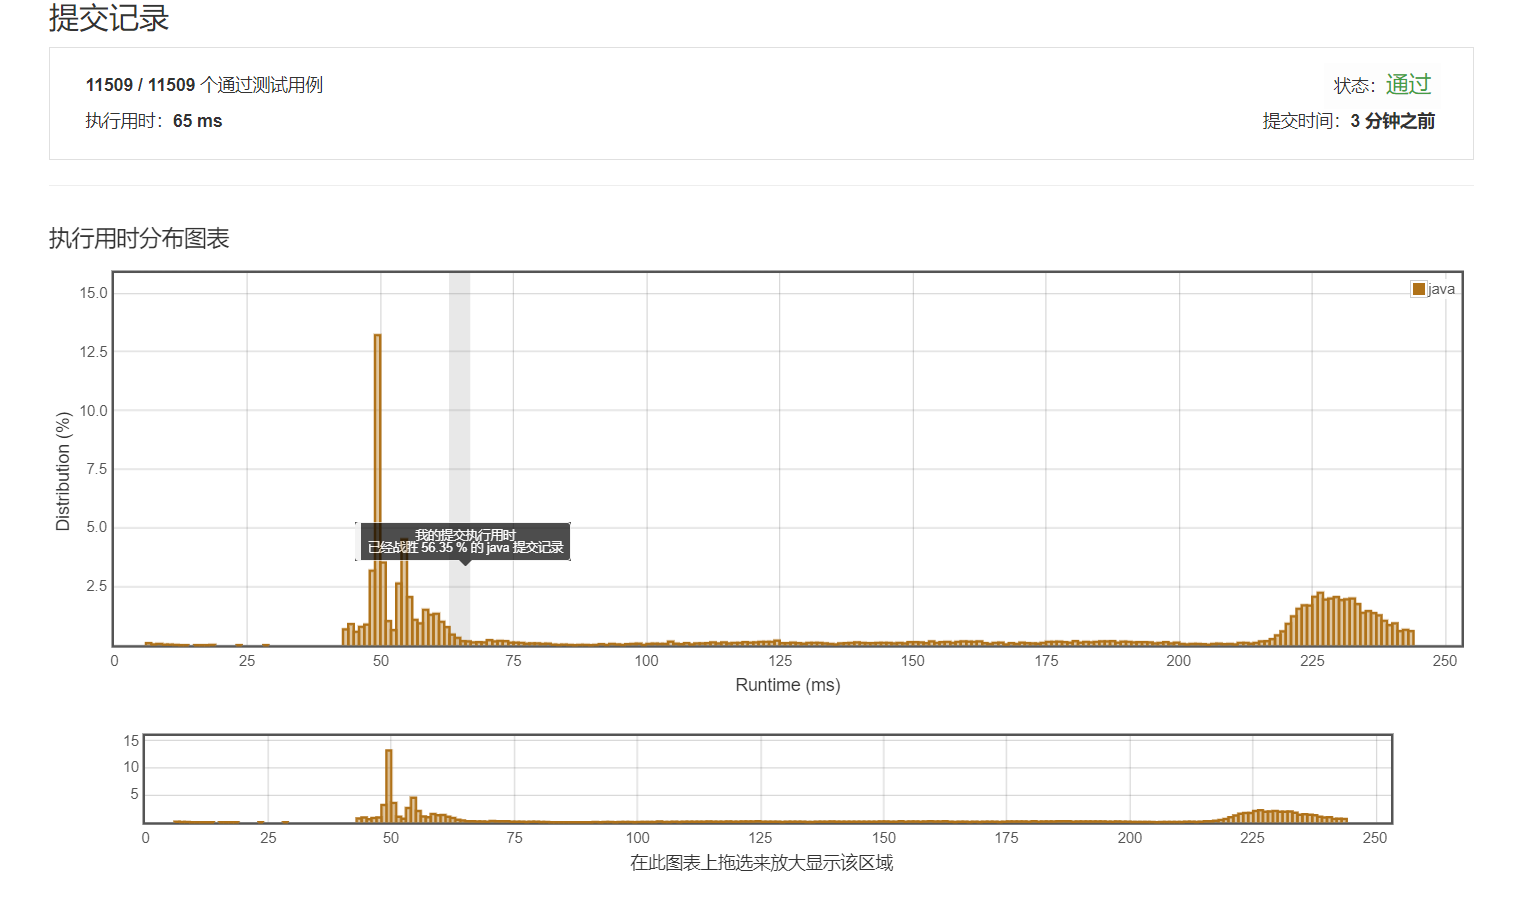 提交记录
11509 / 11509 个通过测试用例
状态：通过
执行用时：65 ms
提交时间：3 分钟之前
执行用时分布图表
java
15.0
12.5
10.0
7.5
5.0
2.5
Distribution (%)
我的提交执行用时
已经战胜 56.35 % 的 java 提交记录
0 25 50 75 100 125 150 175 200 225 250
Runtime (ms)
15
10
5
0 25 50 75 100 125 150 175 200 225 250
在此图表上拖选来放大显示该区域